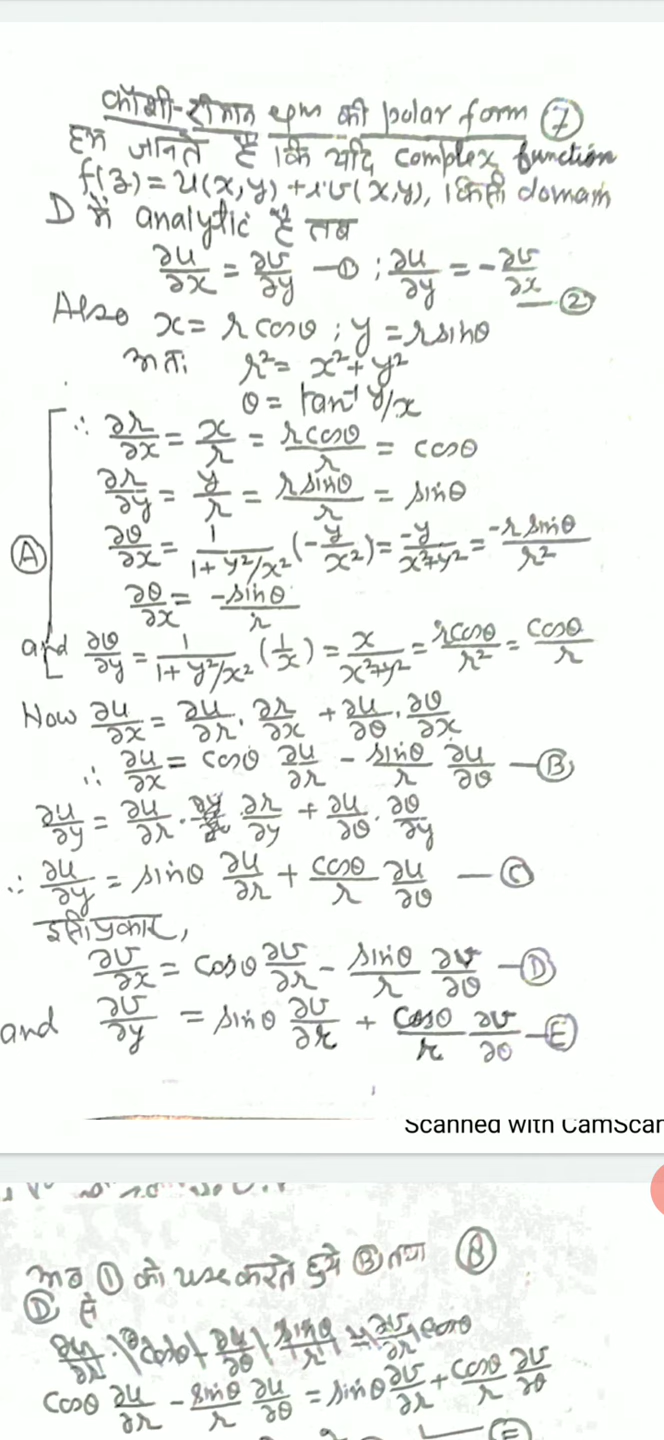 कोशी-रीमान eqn की polar form ⑦
हम जानते हैं कि यदि complex function
f(z) = u(x,y) + iv(x,y), किसी domain
D में analytic है तब
∂u/∂x = ∂v/∂y —① ; ∂u/∂y = -∂v/∂x —②
Also x = r cosθ ; y = r sinθ
अतः r² = x² + y²
θ = tan⁻¹ y/x
∴ ∂r/∂x = x/r = r cosθ/r = cosθ
∂r/∂y = y/r = r sinθ/r = sinθ
Ⓐ ∂θ/∂x = 1/(1+y²/x²) (-y/x²) = -y/(x²+y²) = -r sinθ/r²
∂θ/∂x = -sinθ/r
and ∂θ/∂y = 1/(1+y²/x²) (1/x) = x/(x²+y²) = r cosθ/r² = cosθ/r
Now ∂u/∂x = ∂u/∂r · ∂r/∂x + ∂u/∂θ · ∂θ/∂x
∴ ∂u/∂x = cosθ ∂u/∂r - sinθ/r ∂u/∂θ —Ⓑ
∂u/∂y = ∂u/∂r · ∂r/∂y + ∂u/∂θ · ∂θ/∂y
∴ ∂u/∂y = sinθ ∂u/∂r + cosθ/r ∂u/∂θ —Ⓒ
इसी प्रकार,
∂v/∂x = cosθ ∂v/∂r - sinθ/r ∂v/∂θ —Ⓓ
and ∂v/∂y = sinθ ∂v/∂r + cosθ/r ∂v/∂θ —Ⓔ
Scanned with CamScan
अब ① को use करते हुये Ⓑ तथा Ⓑ
Ⓓ से
cosθ ∂u/∂r - sinθ/r ∂u/∂θ = sinθ ∂v/∂r + cosθ/r ∂v/∂θ